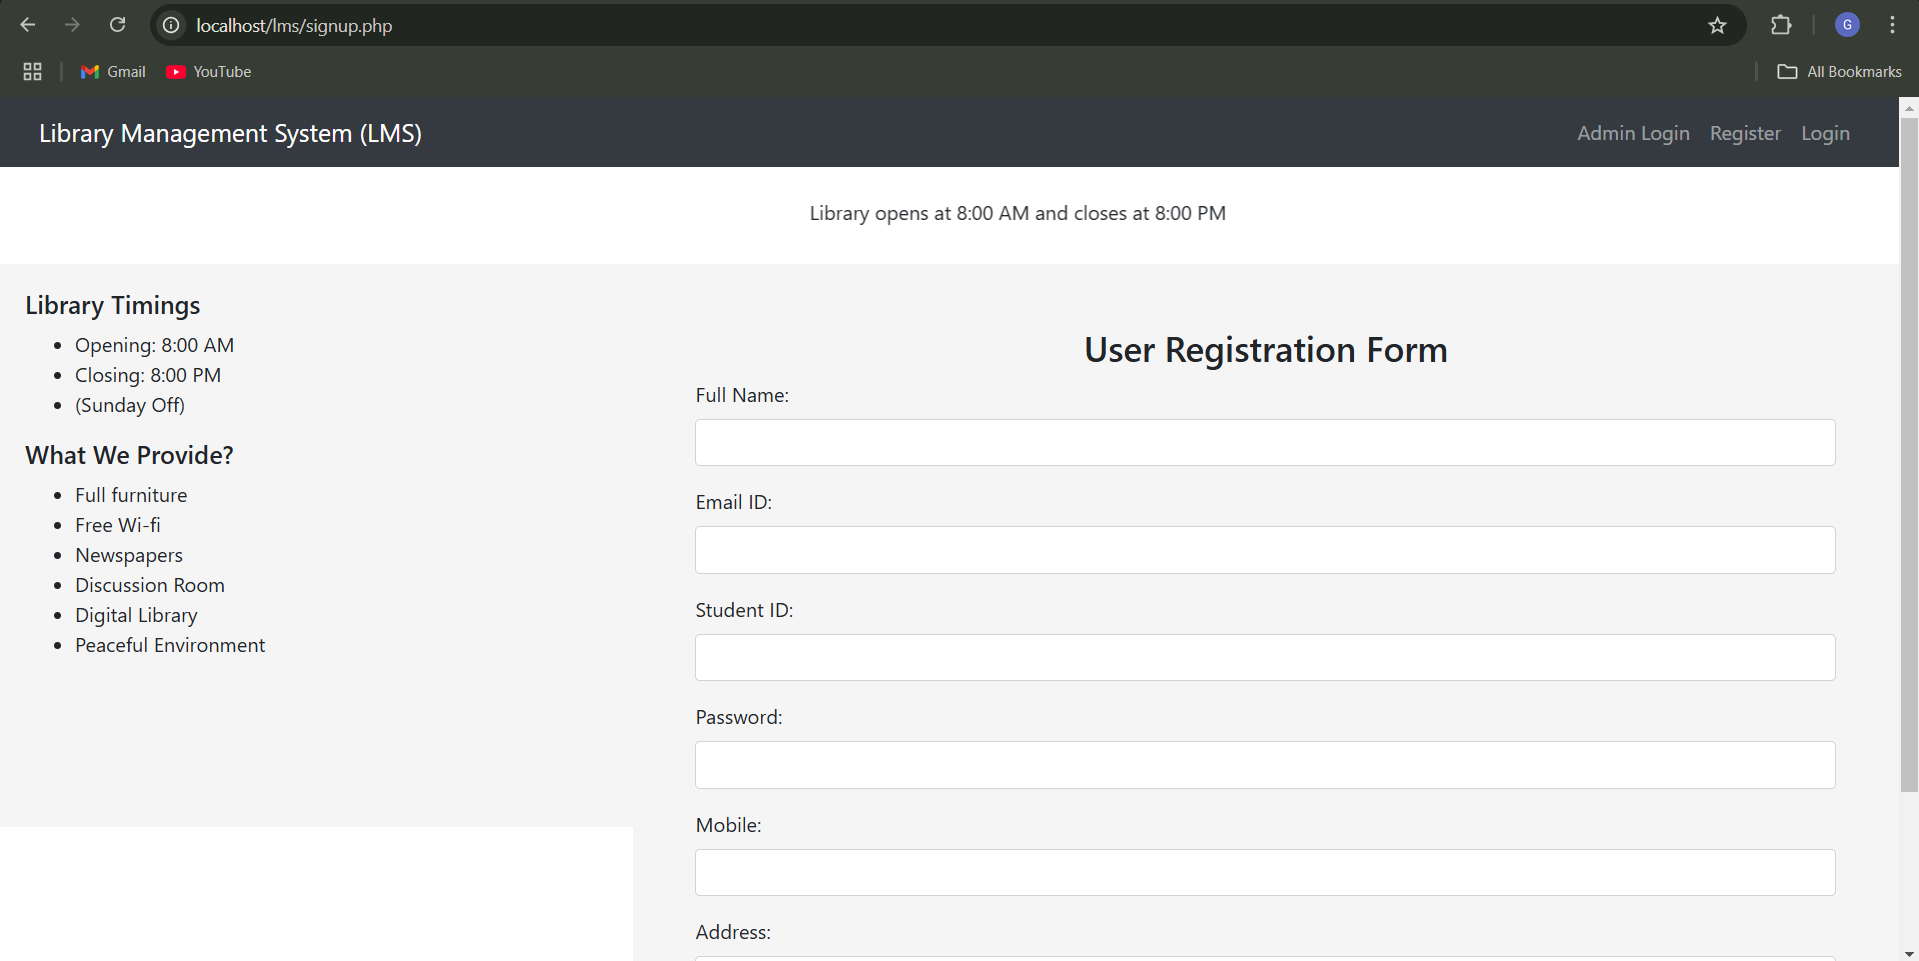 localhost/lms/signup.php
G
Gmail
YouTube
All Bookmarks
Library Management System (LMS)
Admin Login
Register
Login
Library opens at 8:00 AM and closes at 8:00 PM
Library Timings
Opening: 8:00 AM
Closing: 8:00 PM
(Sunday Off)
What We Provide?
Full furniture
Free Wi-fi
Newspapers
Discussion Room
Digital Library
Peaceful Environment
User Registration Form
Full Name:
Email ID:
Student ID:
Password:
Mobile:
Address: